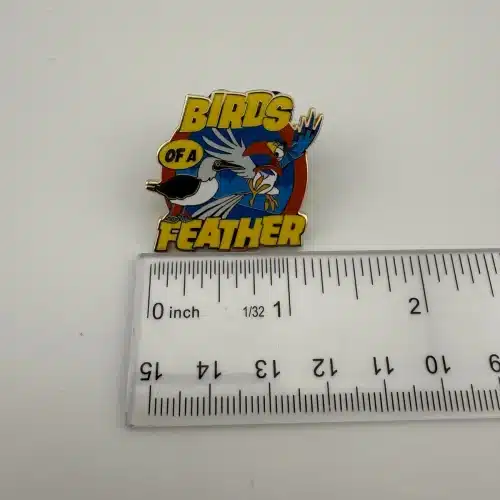 BIRDS
OF A
FEATHER
0 inch 1/32 1 2
15 14 13 12 11 10 9